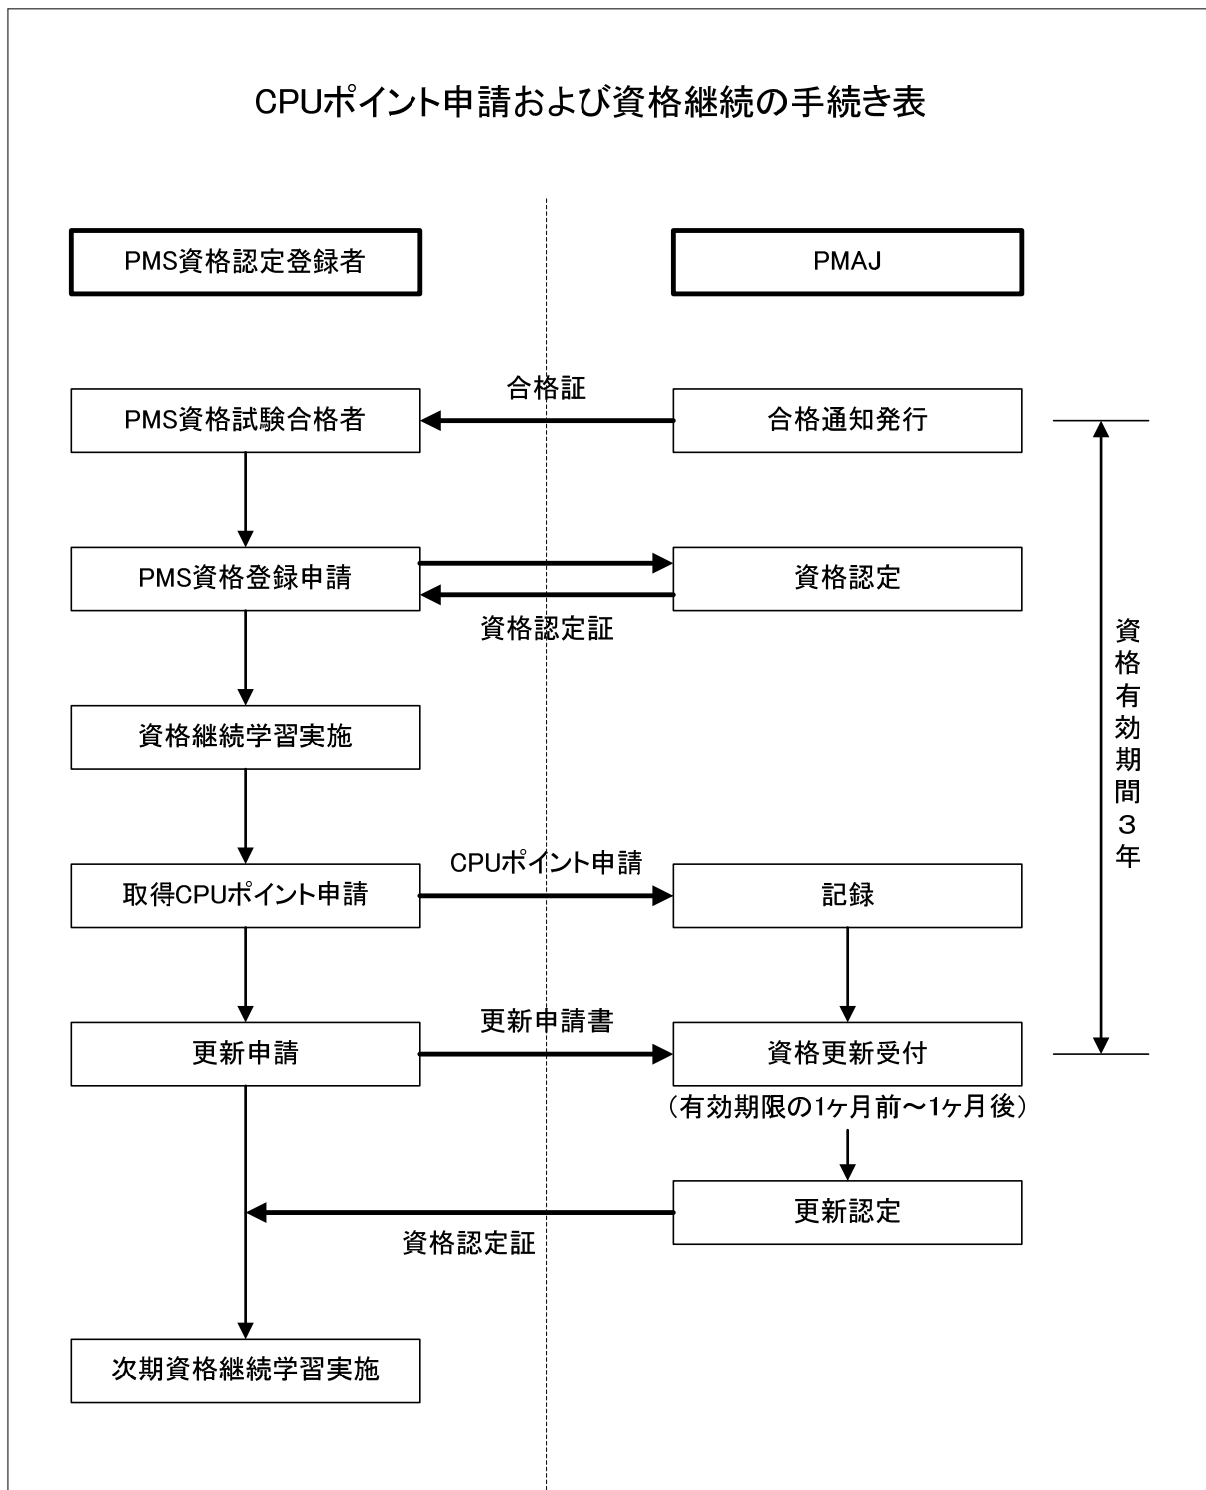 CPUポイント申請および資格継続の手続き表
PMS資格認定登録者
PMAJ
合格証
PMS資格試験合格者
合格通知発行
PMS資格登録申請
資格認定
資格認定証
資格有効期間３年
資格継続学習実施
CPUポイント申請
取得CPUポイント申請
記録
更新申請書
更新申請
資格更新受付
（有効期限の1ヶ月前～1ヶ月後）
更新認定
資格認定証
次期資格継続学習実施